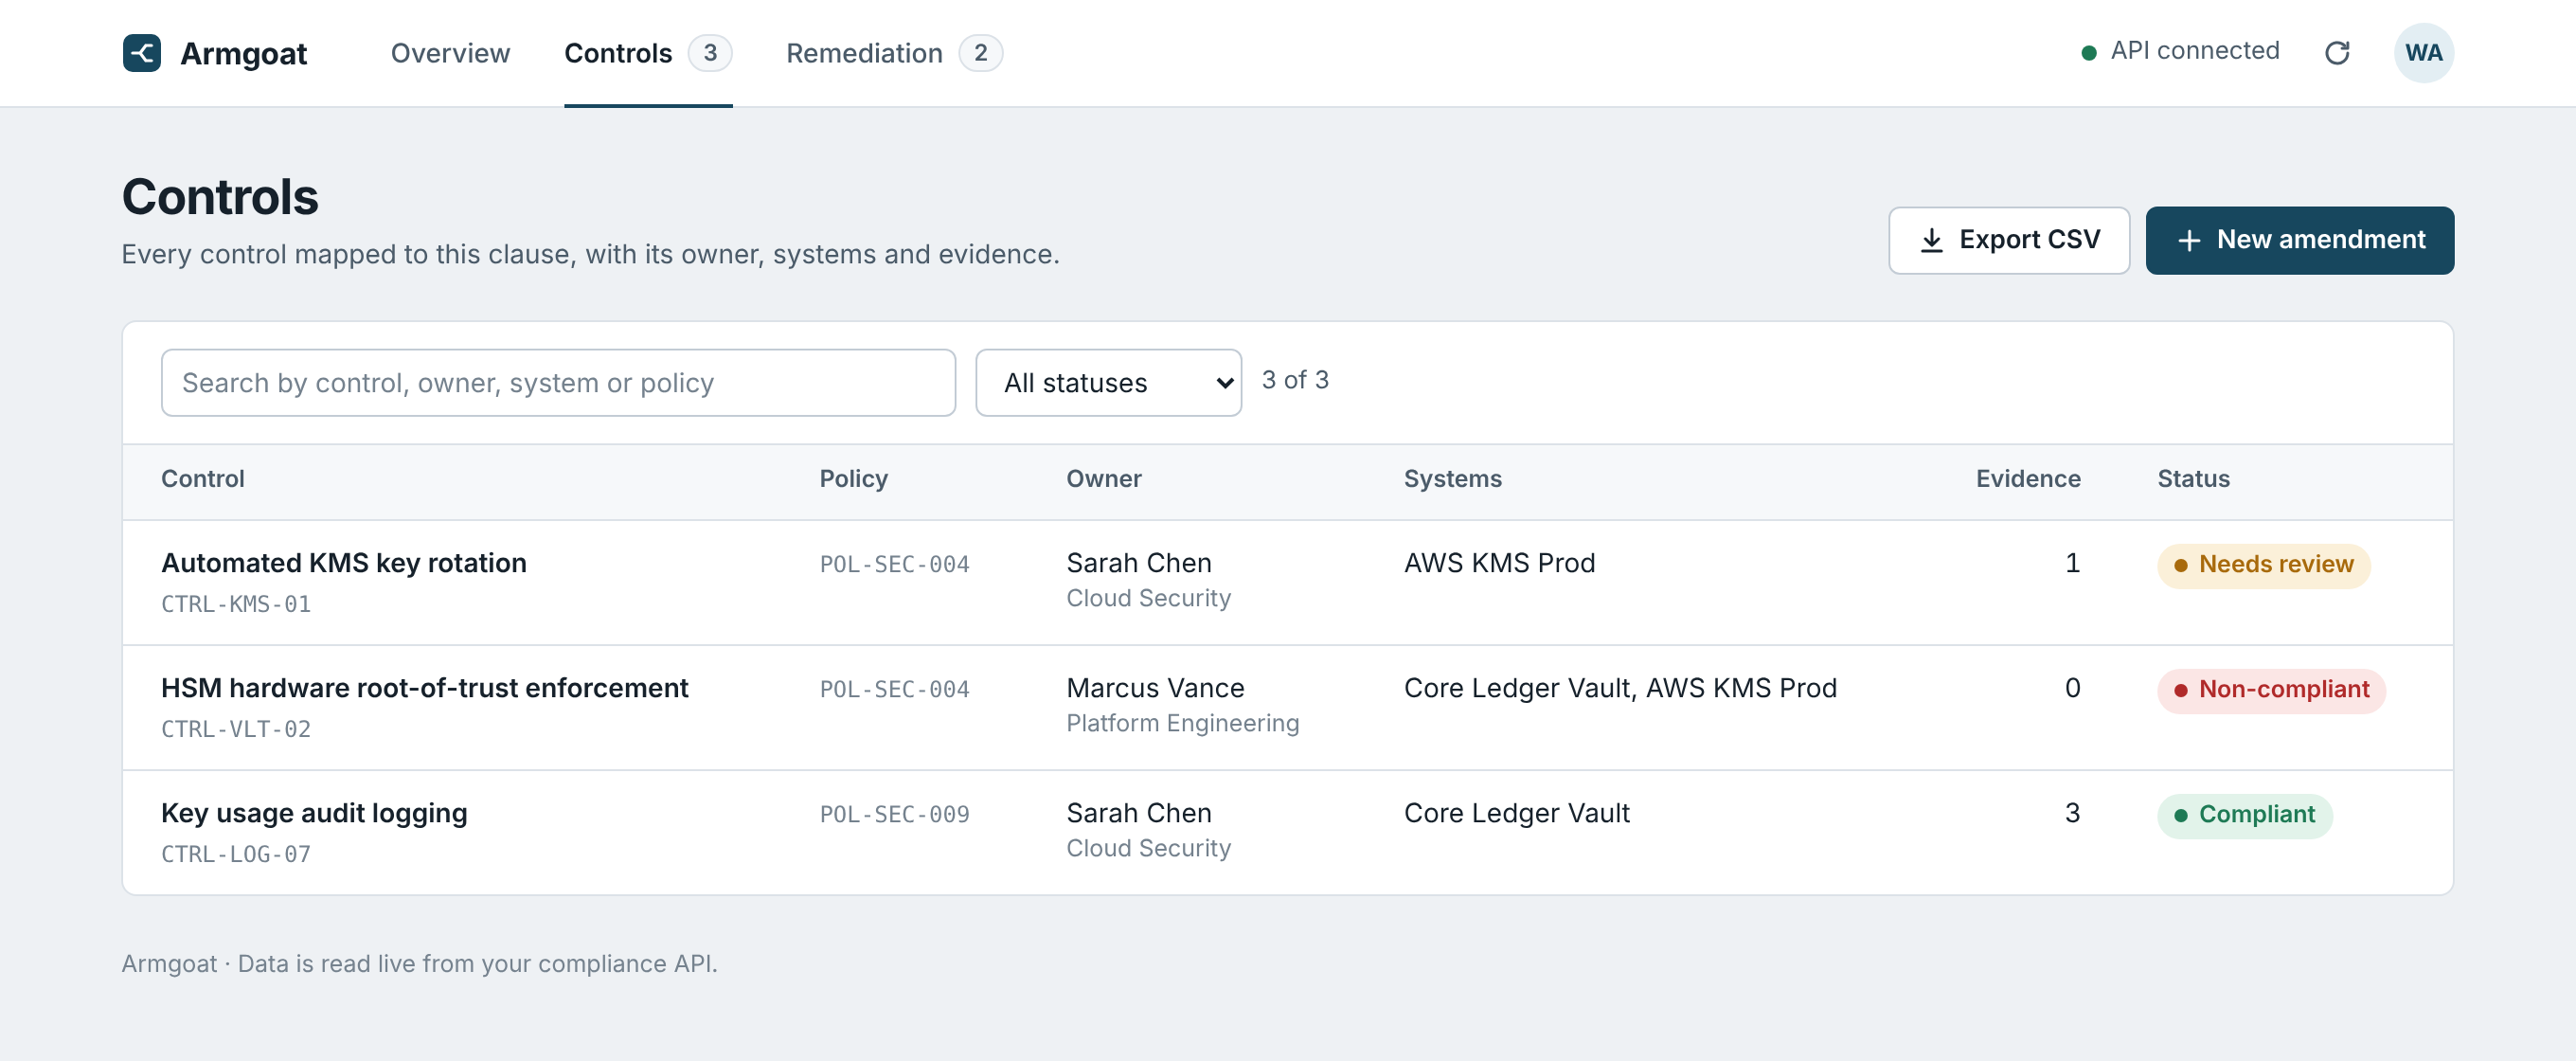 Armgoat Overview Controls 3 Remediation 2 API connected WA
Controls
Every control mapped to this clause, with its owner, systems and evidence.
Export CSV New amendment
Search by control, owner, system or policy All statuses 3 of 3
Control Policy Owner Systems Evidence Status
Automated KMS key rotation POL-SEC-004 Sarah Chen AWS KMS Prod 1 Needs review
CTRL-KMS-01 Cloud Security
HSM hardware root-of-trust enforcement POL-SEC-004 Marcus Vance Core Ledger Vault, AWS KMS Prod 0 Non-compliant
CTRL-VLT-02 Platform Engineering
Key usage audit logging POL-SEC-009 Sarah Chen Core Ledger Vault 3 Compliant
CTRL-LOG-07 Cloud Security
Armgoat · Data is read live from your compliance API.